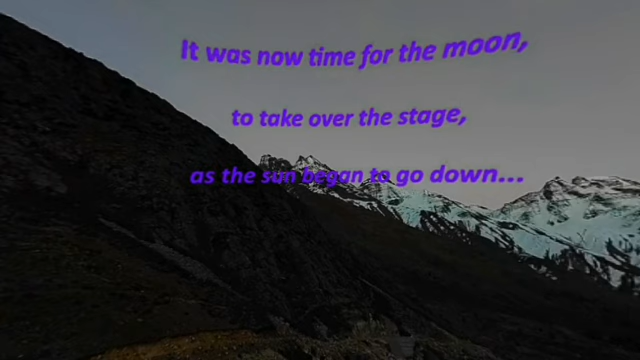 It was now time for the moon,
to take over the stage,
as the sun began to go down...